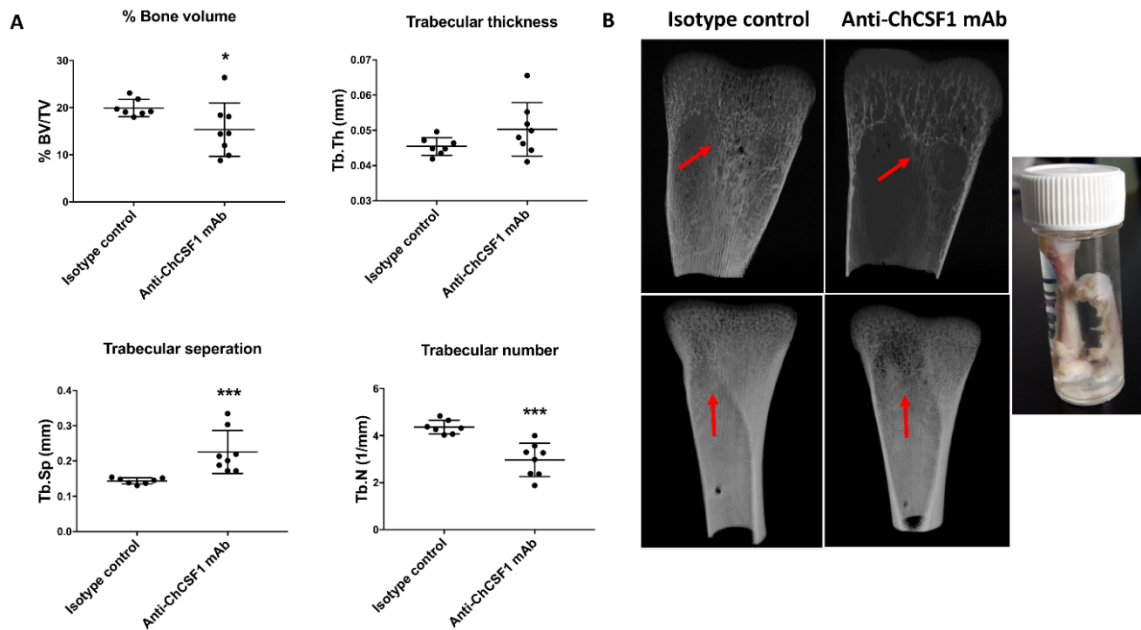 A
% Bone volume
*
% BV/TV
30
20
10
0
Isotype control
Anti-ChCSF1 mAb
Trabecular thickness
Tb.Th (mm)
0.07
0.06
0.05
0.04
0.03
Isotype control
Anti-ChCSF1 mAb
Trabecular seperation
***
Tb.Sp (mm)
0.4
0.3
0.2
0.1
0.0
Isotype control
Anti-ChCSF1 mAb
Trabecular number
***
Tb.N (1/mm)
6
4
2
0
Isotype control
Anti-ChCSF1 mAb
B
Isotype control
Anti-ChCSF1 mAb